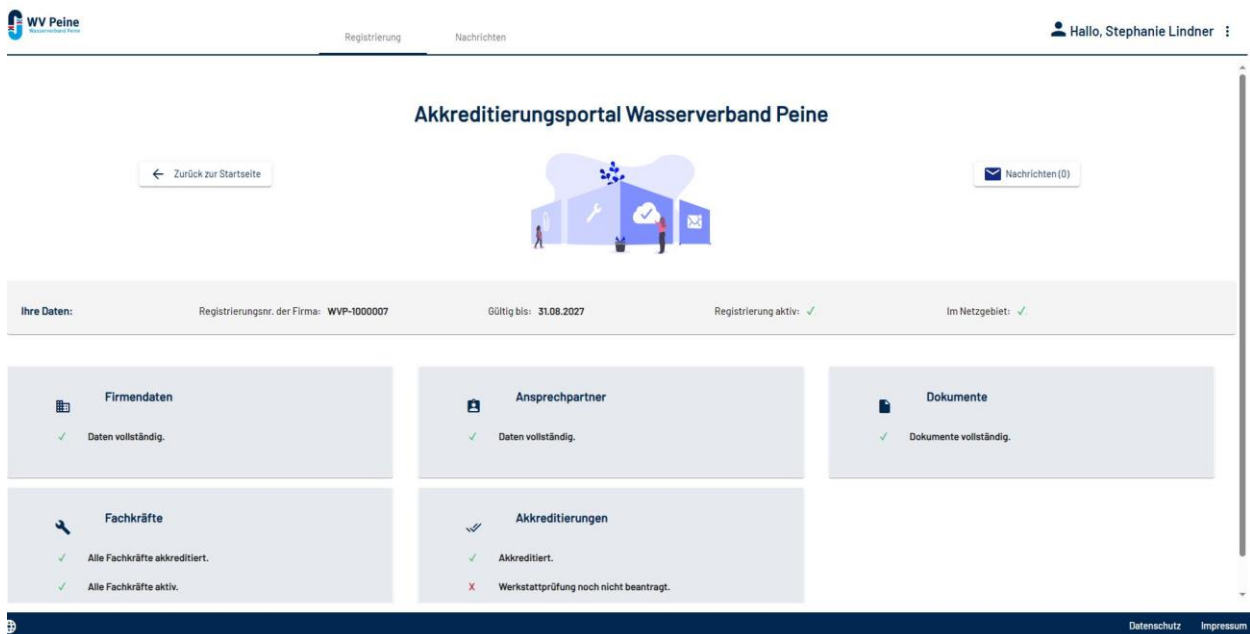 WV Peine
Wasserverband Peine
Registrierung
Nachrichten
Hallo, Stephanie Lindner
Akkreditierungsportal Wasserverband Peine
Zurück zur Startseite
Nachrichten (0)
Ihre Daten:
Registrierungsnr. der Firma: WVP-1000007
Gültig bis: 31.08.2027
Registrierung aktiv: ✓
Im Netzgebiet: ✓
Firmendaten
✓ Daten vollständig.
Ansprechpartner
✓ Daten vollständig.
Dokumente
✓ Dokumente vollständig.
Fachkräfte
✓ Alle Fachkräfte akkreditiert.
✓ Alle Fachkräfte aktiv.
Akkreditierungen
✓ Akkreditiert.
X Werkstattprüfung noch nicht beantragt.
Datenschutz
Impressum